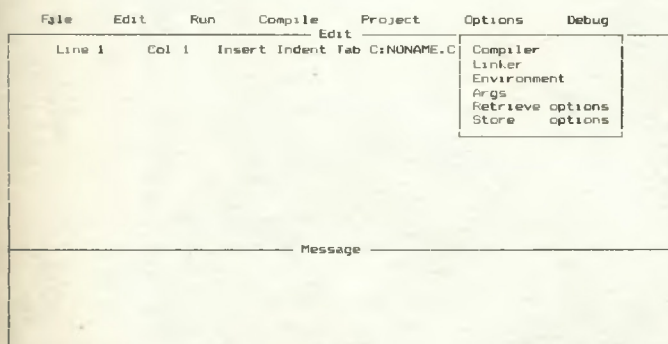 File Edit Run Compile Project Options Debug
Edit
Line 1 Col 1 Insert Indent Tab C:NONAME.C
Compiler
Linker
Environment
Args
Retrieve options
Store options
Message